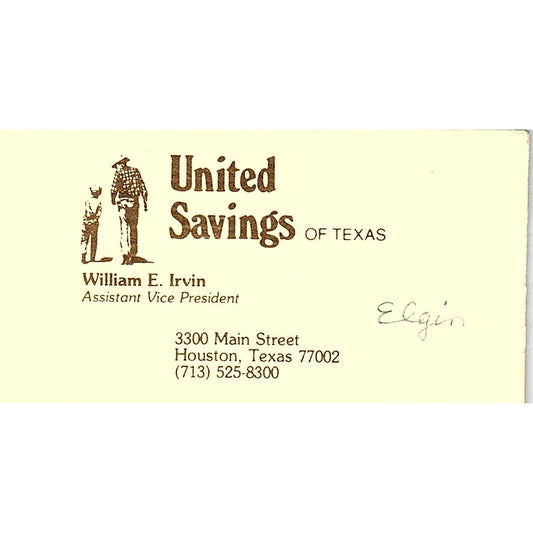 United
Savings OF TEXAS
William E. Irvin
Assistant Vice President
Elgin
3300 Main Street
Houston, Texas 77002
(713) 525-8300